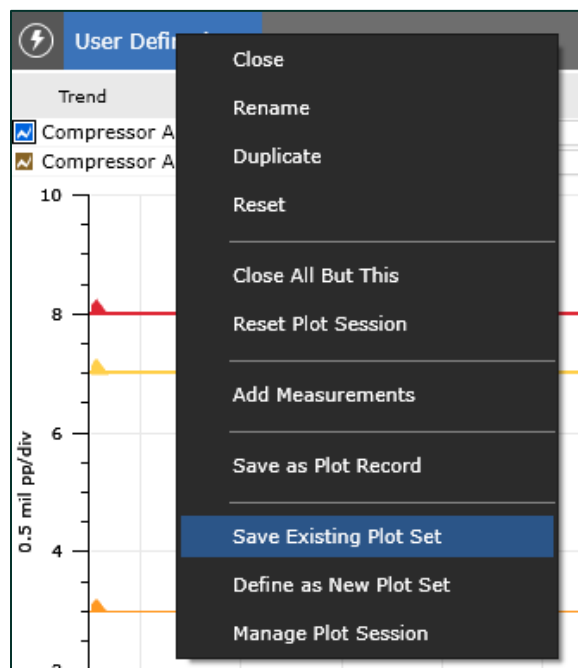 User Defin
Close
Rename
Duplicate
Reset
Close All But This
Reset Plot Session
Add Measurements
Save as Plot Record
Save Existing Plot Set
Define as New Plot Set
Manage Plot Session
Trend
Compressor A
Compressor A
10
8
6
4
0.5 mil pp/div